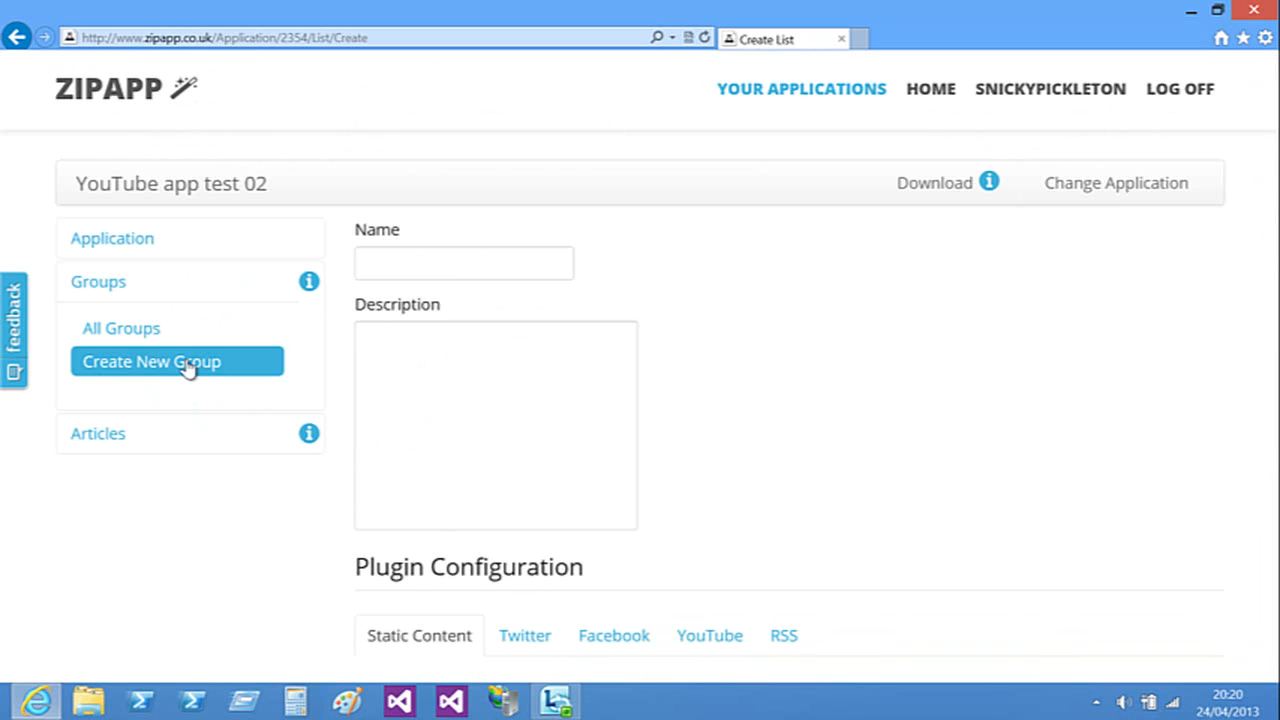 http://www.zipapp.co.uk/Application/2354/List/Create
Create List
ZIPAPP
YOUR APPLICATIONS
HOME
SNICKYPICKLETON
LOG OFF
YouTube app test 02
Download
Change Application
Application
Groups
All Groups
Create New Group
Articles
feedback
Name
Description
Plugin Configuration
Static Content
Twitter
Facebook
YouTube
RSS
20:20
24/04/2013